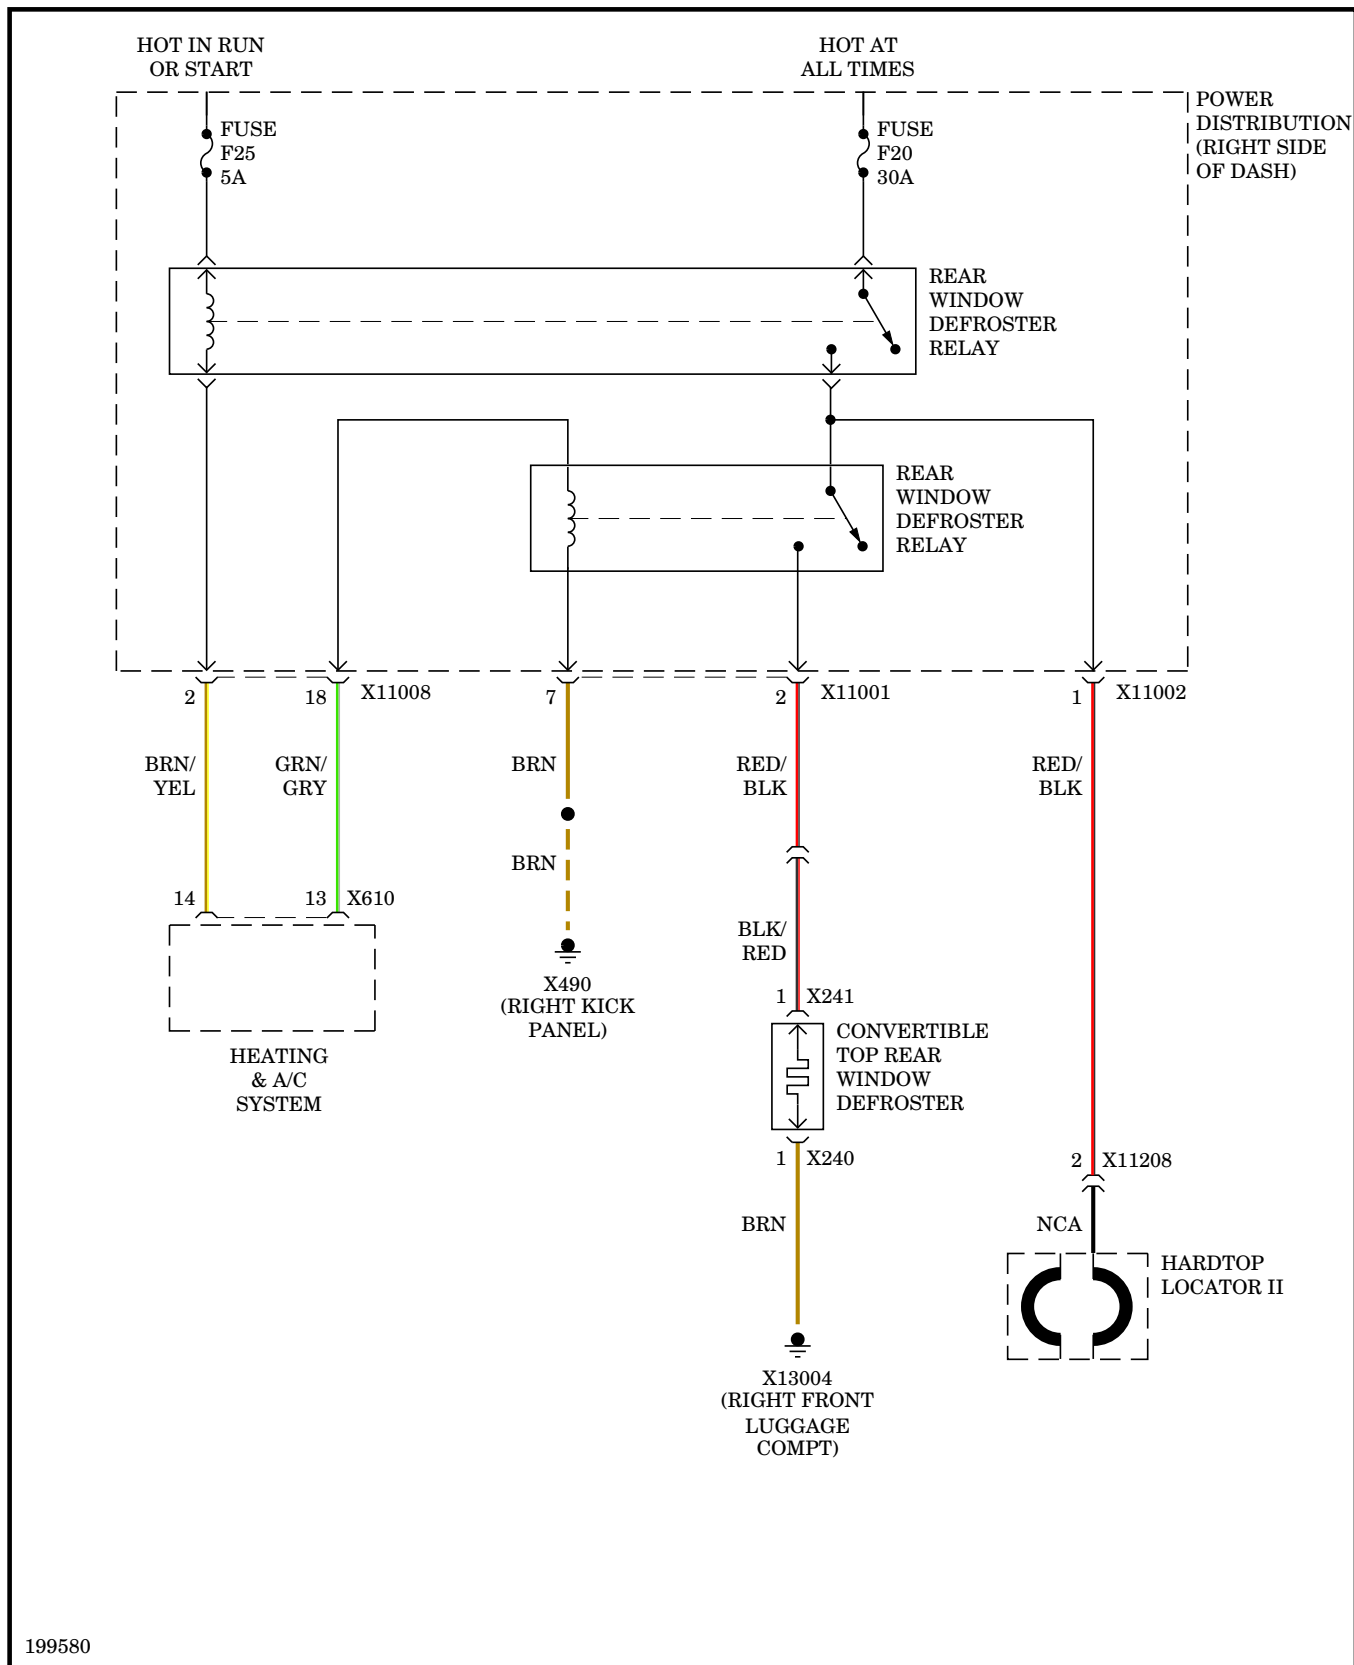 HOT IN RUN
OR START
HOT AT
ALL TIMES
POWER
DISTRIBUTION
(RIGHT SIDE
OF DASH)
FUSE
F25
5A
FUSE
F20
30A
REAR
WINDOW
DEFROSTER
RELAY
REAR
WINDOW
DEFROSTER
RELAY
2
18
X11008
7
2
X11001
1
X11002
BRN/
YEL
GRN/
GRY
BRN
RED/
BLK
RED/
BLK
BRN
14
13
X610
BLK/
RED
HEATING
& A/C
SYSTEM
X490
(RIGHT KICK
PANEL)
1
X241
CONVERTIBLE
TOP REAR
WINDOW
DEFROSTER
1
X240
2
X11208
BRN
NCA
HARDTOP
LOCATOR II
X13004
(RIGHT FRONT
LUGGAGE
COMPT)
199580